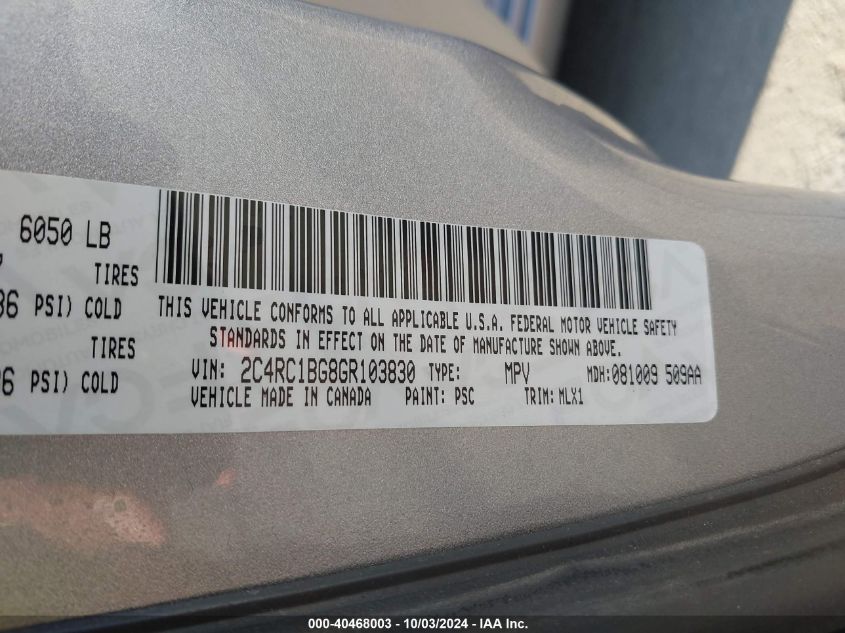 6050 LB
TIRES
36 PSI) COLD
TIRES
PSI) COLD
THIS VEHICLE CONFORMS TO ALL APPLICABLE U.S.A. FEDERAL MOTOR VEHICLE SAFETY
STANDARDS IN EFFECT ON THE DATE OF MANUFACTURE SHOWN ABOVE.
VIN: 2C4RC1BG8GR103830 TYPE: MPV MDH:081009 509AA
VEHICLE MADE IN CANADA PAINT: PSC TRIM: MLX1
000-40468003 - 10/03/2024 - IAA Inc.